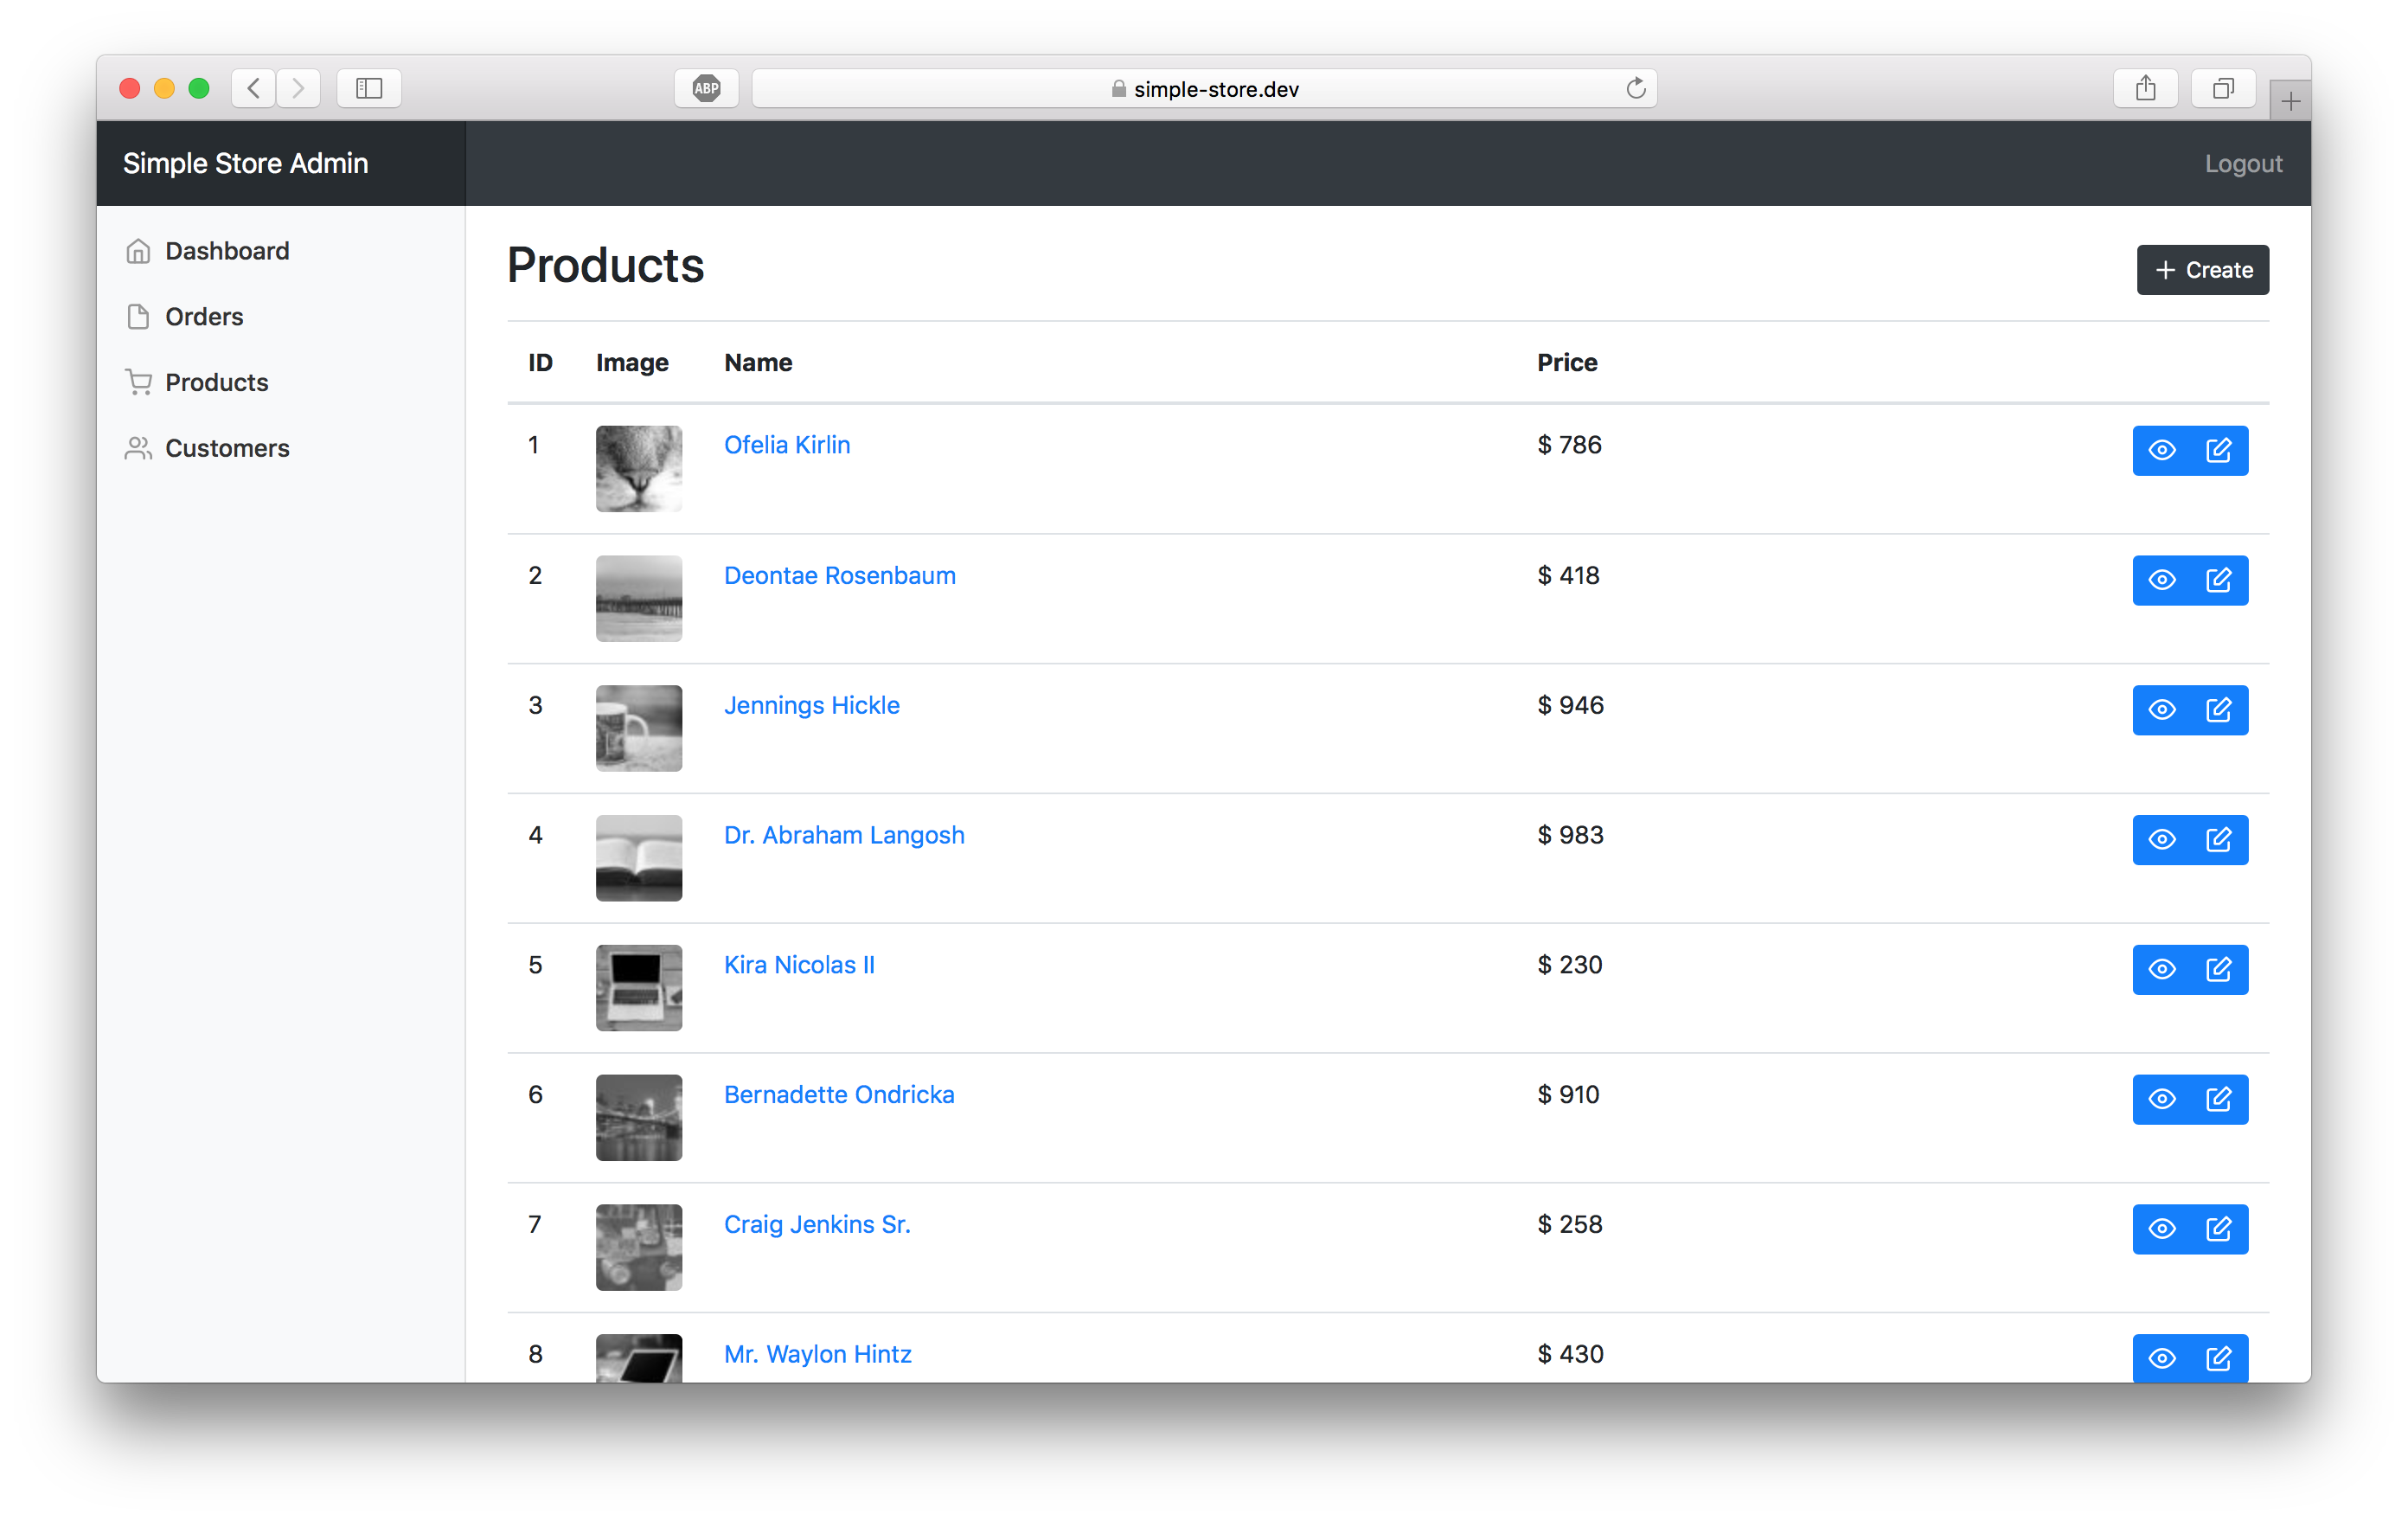 ABP
simple-store.dev
Simple Store Admin
Logout
Dashboard
Orders
Products
Customers
Products
Create
ID Image Name Price
1 Ofelia Kirlin $ 786
2 Deontae Rosenbaum $ 418
3 Jennings Hickle $ 946
4 Dr. Abraham Langosh $ 983
5 Kira Nicolas II $ 230
6 Bernadette Ondricka $ 910
7 Craig Jenkins Sr. $ 258
8 Mr. Waylon Hintz $ 430